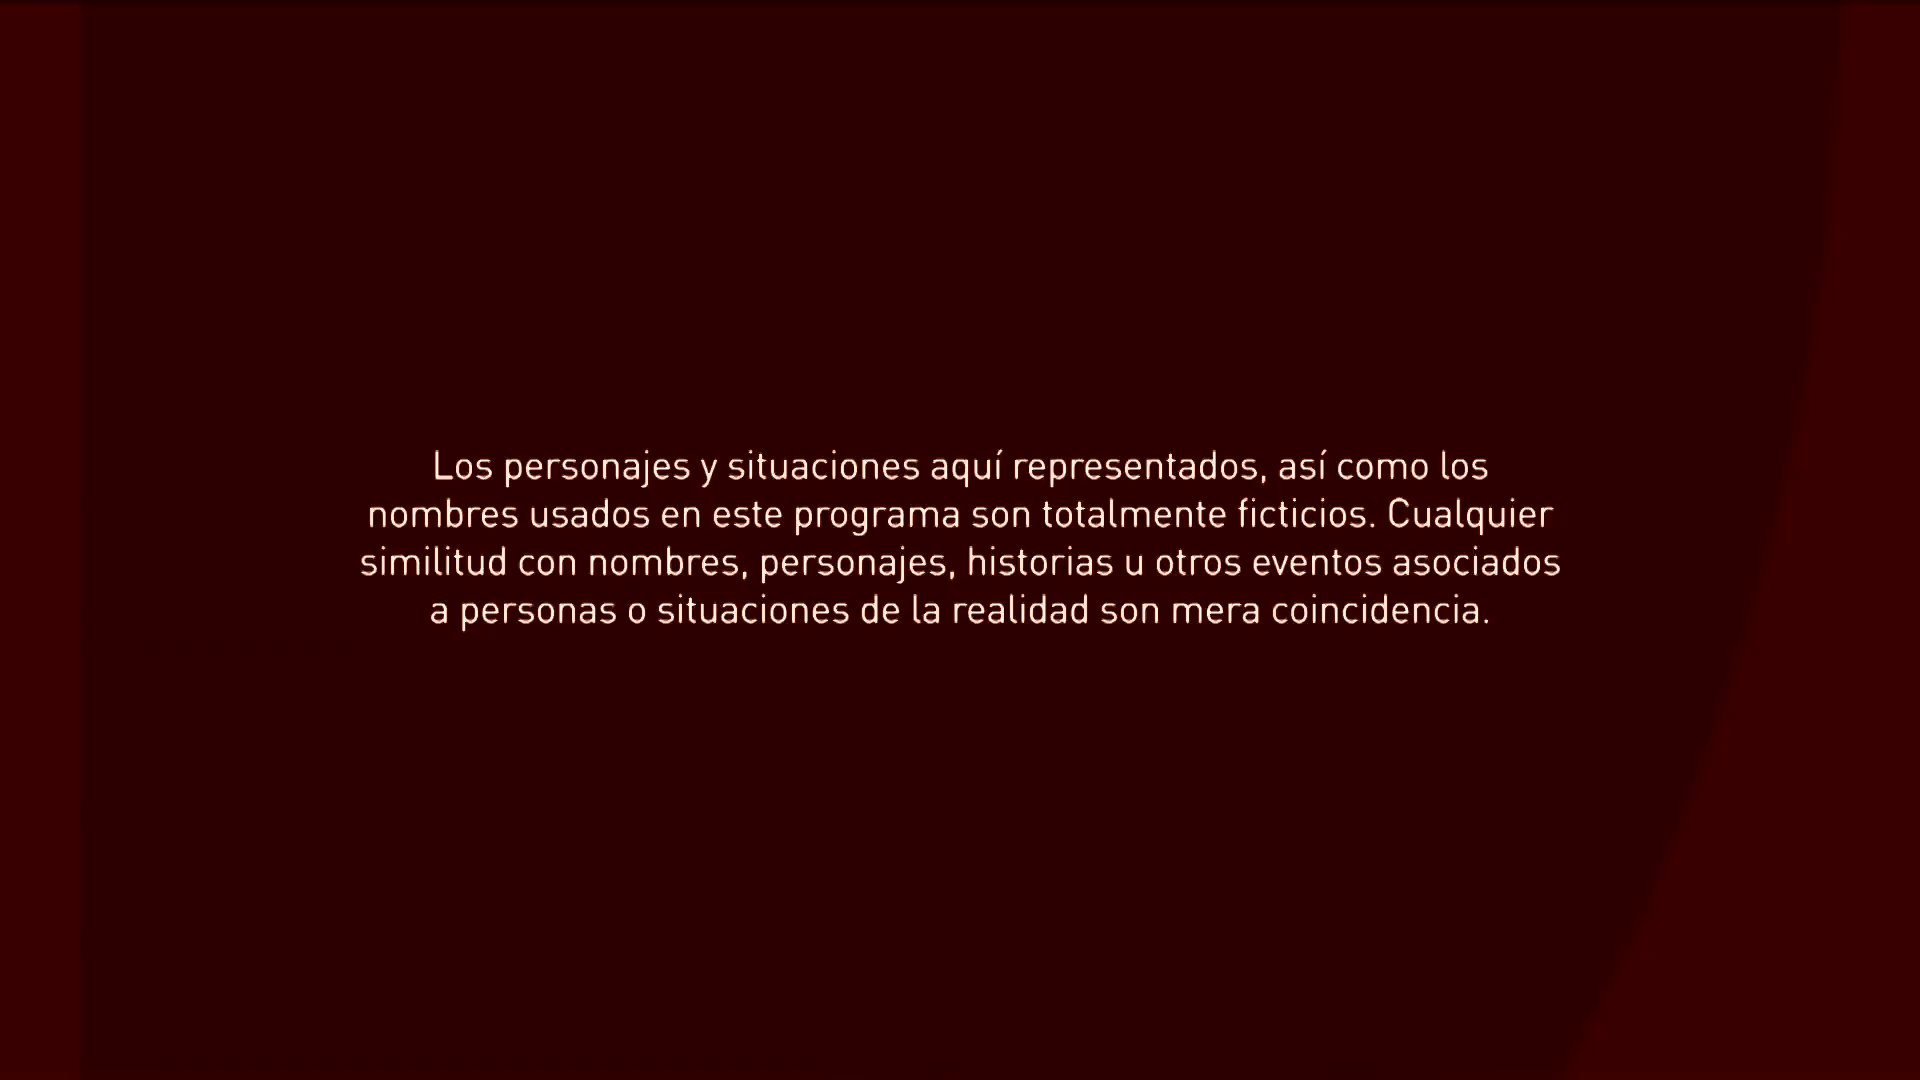 Los personajes y situaciones aquí representados, así como los
nombres usados en este programa son totalmente ficticios. Cualquier
similitud con nombres, personajes, historias u otros eventos asociados
a personas o situaciones de la realidad son mera coincidencia.